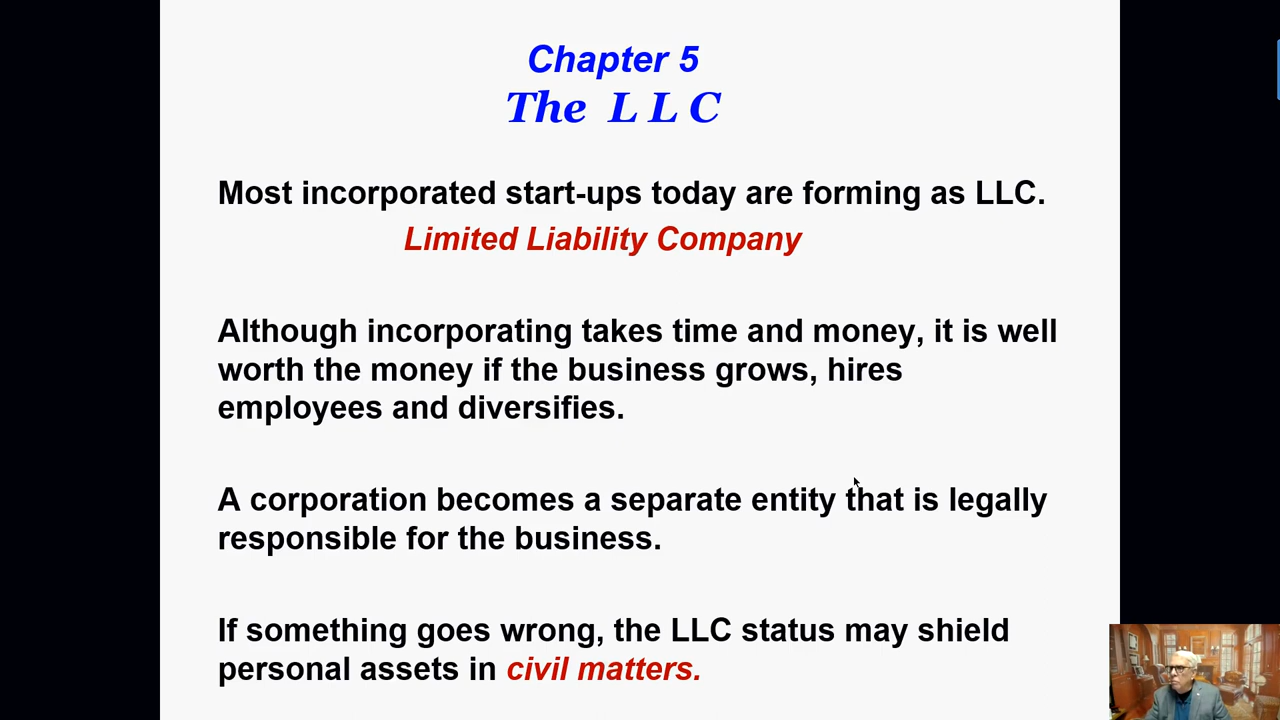 Chapter 5
The L L C
Most incorporated start-ups today are forming as LLC.
Limited Liability Company
Although incorporating takes time and money, it is well
worth the money if the business grows, hires
employees and diversifies.
A corporation becomes a separate entity that is legally
responsible for the business.
If something goes wrong, the LLC status may shield
personal assets in civil matters.